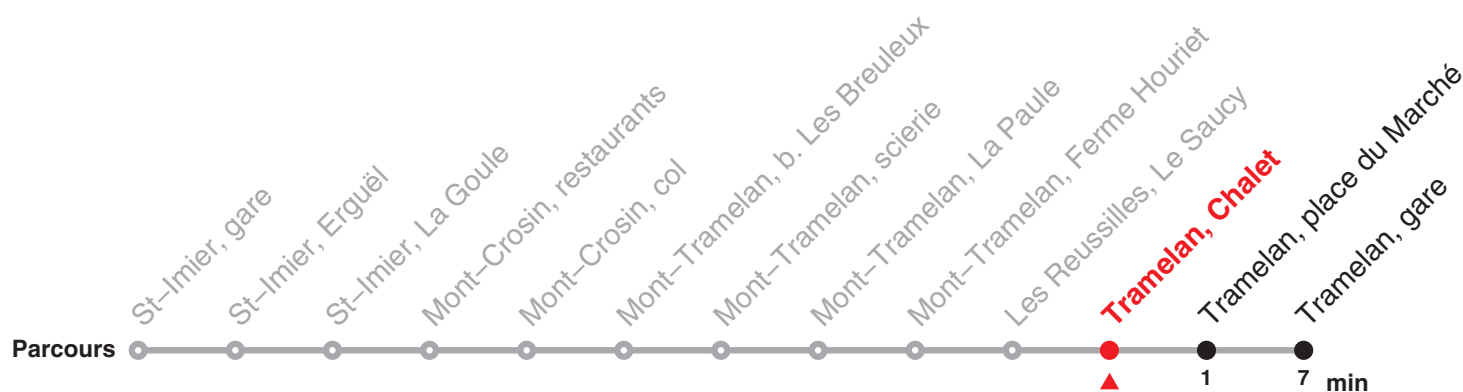 St–Imier, gare
St–Imier, Erguël
St–Imier, La Goule
Mont–Crosin, restaurants
Mont–Crosin, col
Mont–Tramelan, b. Les Breuleux
Mont–Tramelan, scierie
Mont–Tramelan, La Paule
Mont–Tramelan, Ferme Houriet
Les Reussilles, Le Saucy
Tramelan, Chalet
Tramelan, place du Marché
Tramelan, gare
Parcours
1 7 min